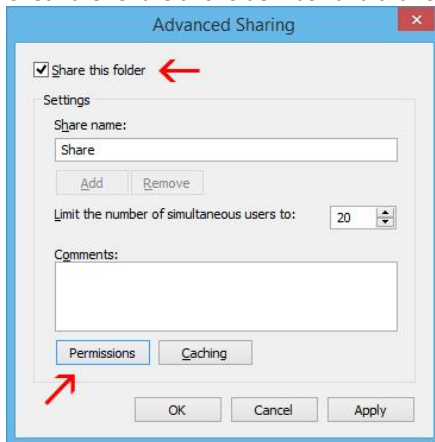 Advanced Sharing
Share this folder
Settings
Share name:
Share
Add Remove
Limit the number of simultaneous users to: 20
Comments:
Permissions Caching
OK Cancel Apply